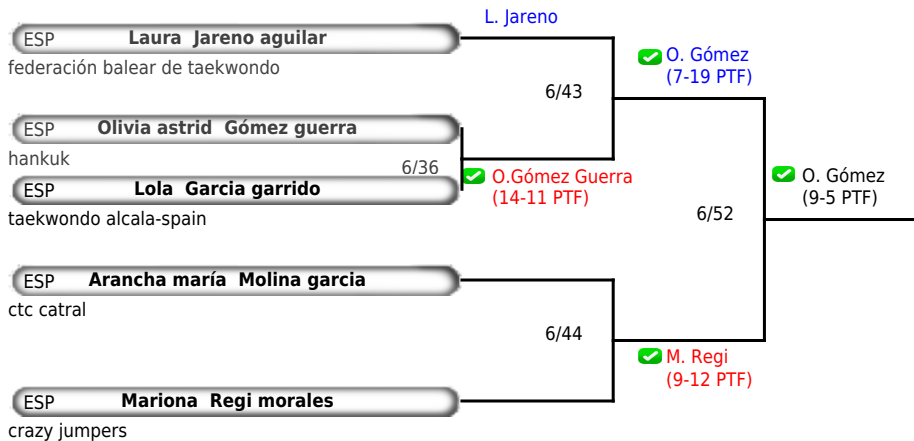 L. Jareno
ESP Laura Jareno aguilar
federación balear de taekwondo
O. Gómez
(7-19 PTF)
6/43
ESP Olivia astrid Gómez guerra
hankuk
6/36
O.Gómez Guerra
(14-11 PTF)
ESP Lola Garcia garrido
taekwondo alcala-spain
O. Gómez
(9-5 PTF)
6/52
ESP Arancha maría Molina garcia
ctc catral
6/44
M. Regi
(9-12 PTF)
ESP Mariona Regi morales
crazy jumpers